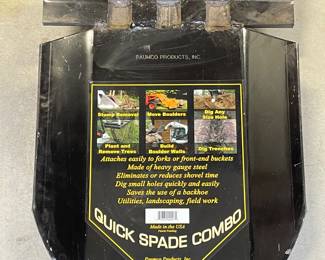 PAUMCO PRODUCTS, INC
Stump Removal
Move Boulders
Dig Any
Size Hole
Plant and
Remove Trees
Build
Boulder Walls
Dig Trenches
Attaches easily to forks or front-end buckets
Made of heavy gauge steel
Eliminates or reduces shovel time
Dig small holes quickly and easily
Saves the use of a backhoe
Utilities, landscaping, field work
Made in the USA
Patent Pending
QUICK SPADE COMBO
Paumco Products, Inc.